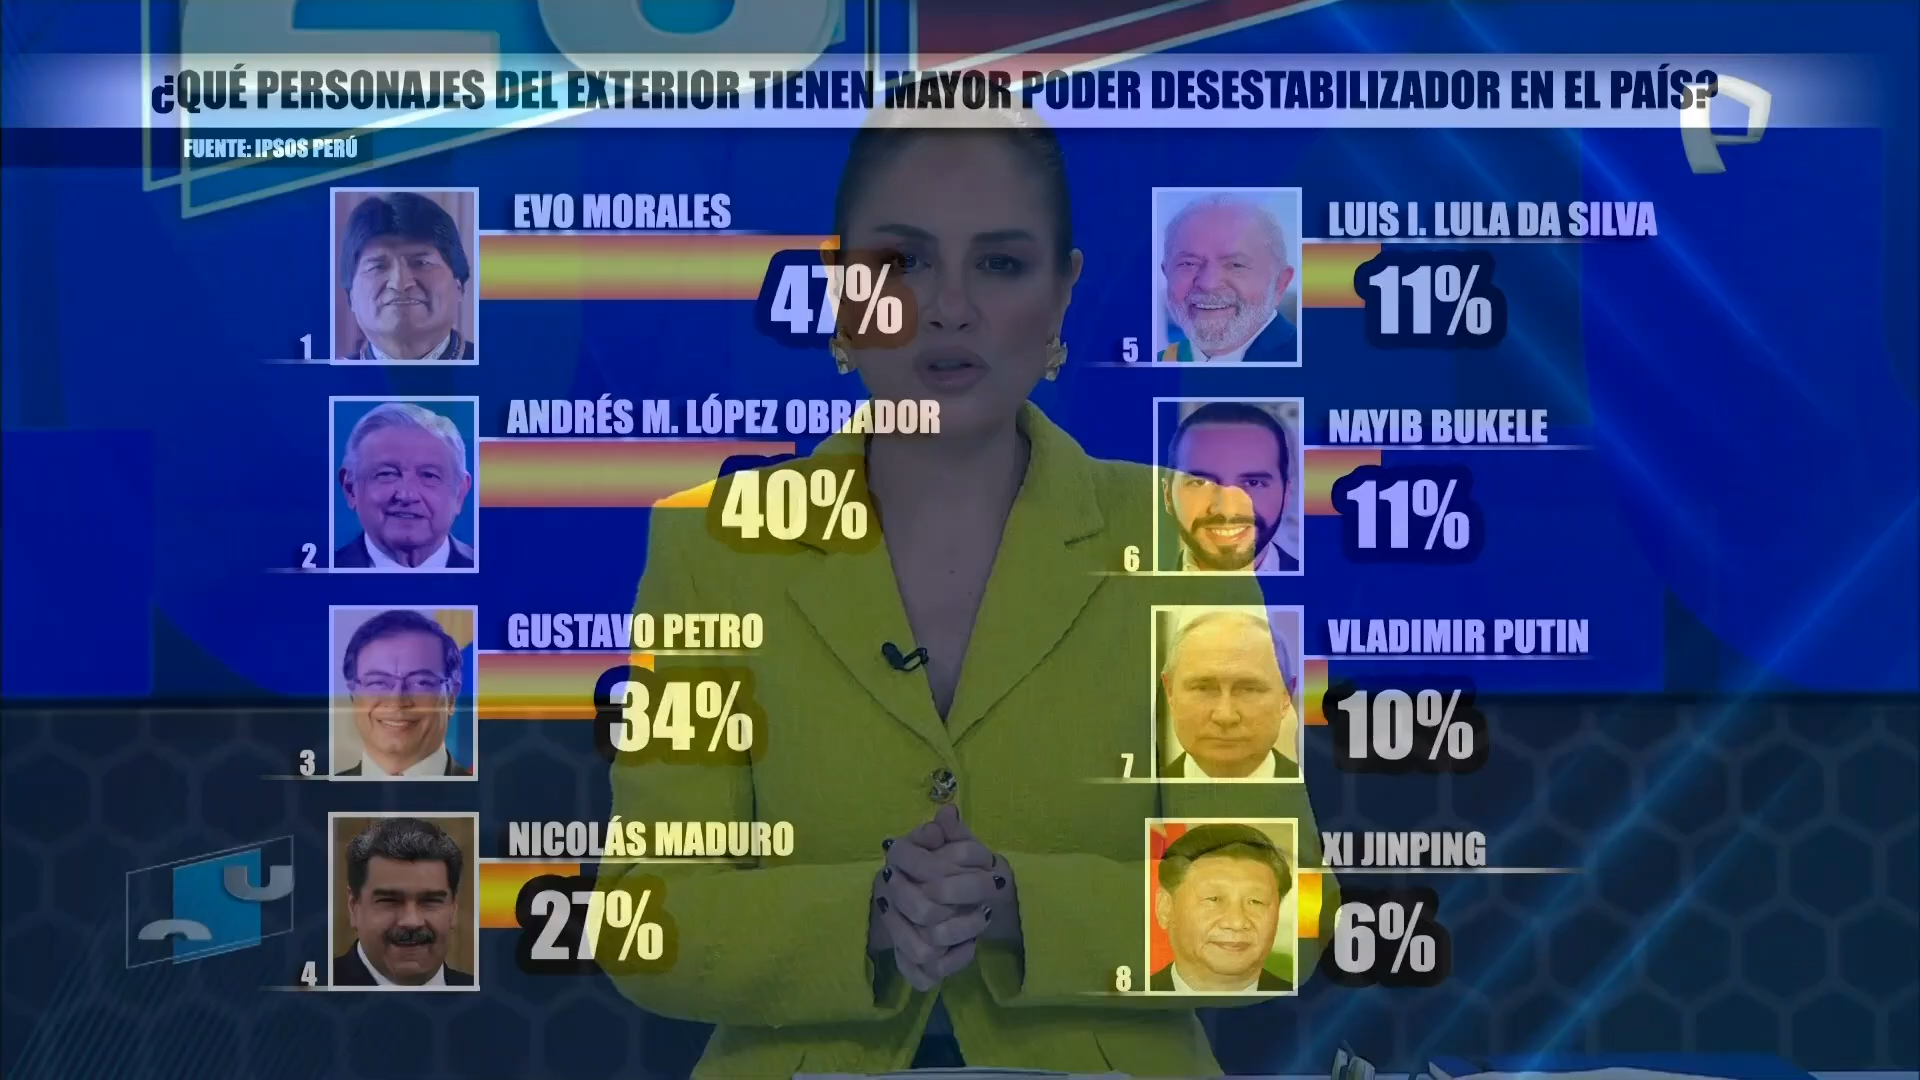 ¿QUÉ PERSONAJES DEL EXTERIOR TIENEN MAYOR PODER DESESTABILIZADOR EN EL PAÍS?
FUENTE: IPSOS PERÚ
1
EVO MORALES
47%
2
ANDRÉS M. LÓPEZ OBRADOR
40%
3
GUSTAVO PETRO
34%
4
NICOLÁS MADURO
27%
5
LUIS I. LULA DA SILVA
11%
6
NAYIB BUKELE
11%
7
VLADIMIR PUTIN
10%
8
XI JINPING
6%